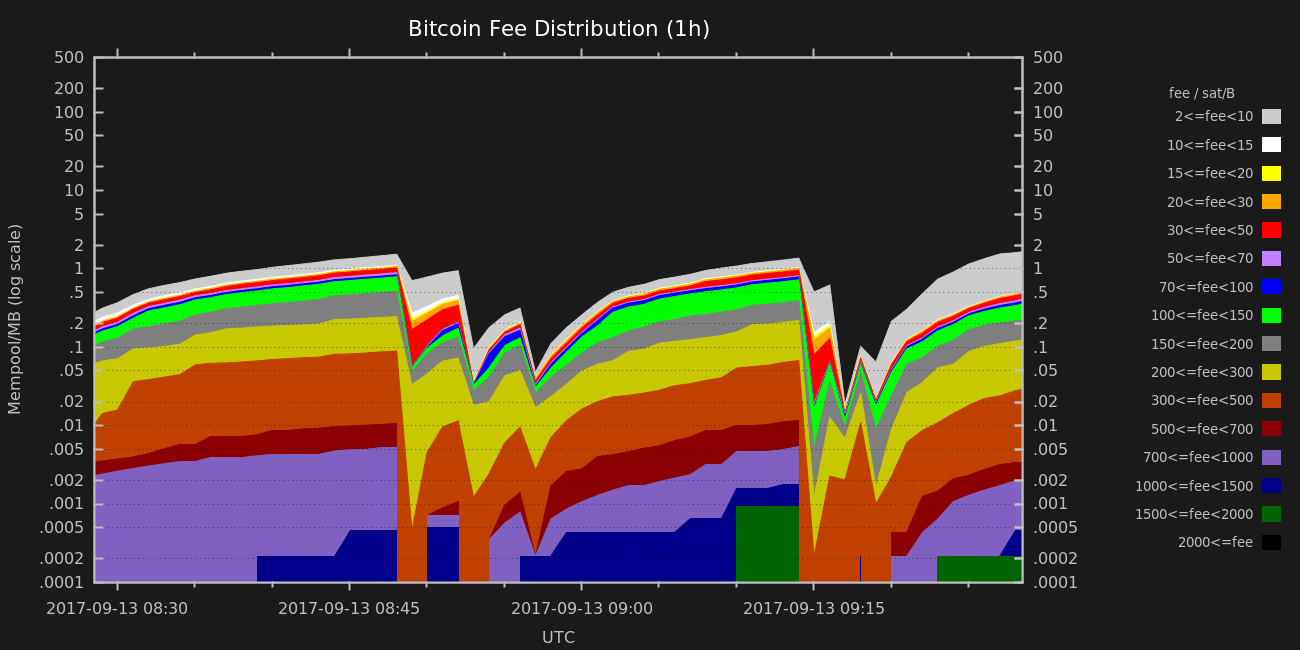 Bitcoin Fee Distribution (1h)
Mempool/MB (log scale)
500
200
100
50
20
10
5
2
1
.5
.2
.1
.05
.02
.01
.005
.002
.001
.0005
.0002
.0001
500
200
100
50
20
10
5
2
1
.5
.2
.1
.05
.02
.01
.005
.002
.001
.0005
.0002
.0001
fee / sat/B
2<=fee<10
10<=fee<15
15<=fee<20
20<=fee<30
30<=fee<50
50<=fee<70
70<=fee<100
100<=fee<150
150<=fee<200
200<=fee<300
300<=fee<500
500<=fee<700
700<=fee<1000
1000<=fee<1500
1500<=fee<2000
2000<=fee
2017-09-13 08:30
2017-09-13 08:45
2017-09-13 09:00
2017-09-13 09:15
UTC